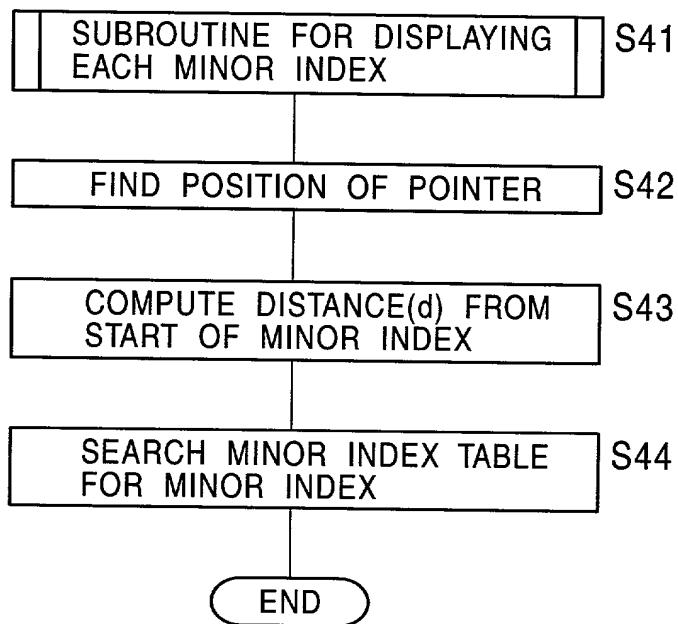 SUBROUTINE FOR DISPLAYING
EACH MINOR INDEX
S41
FIND POSITION OF POINTER
S42
COMPUTE DISTANCE(d) FROM
START OF MINOR INDEX
S43
SEARCH MINOR INDEX TABLE
FOR MINOR INDEX
S44
END